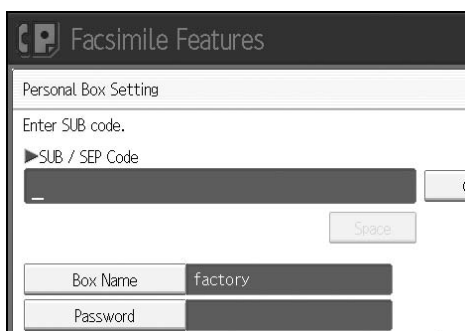 Facsimile Features
Personal Box Setting
Enter SUB code.
▶SUB / SEP Code
Space
Box Name factory
Password